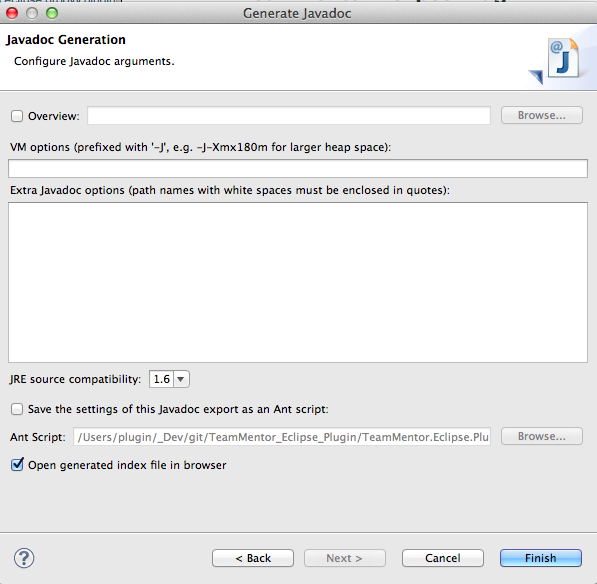 Generate Javadoc
Javadoc Generation
Configure Javadoc arguments.
@
J
Overview:
Browse...
VM options (prefixed with '-J', e.g. -J-Xmx180m for larger heap space):
Extra Javadoc options (path names with white spaces must be enclosed in quotes):
JRE source compatibility: 1.6
Save the settings of this Javadoc export as an Ant script:
Ant Script: /Users/plugin/_Dev/git/TeamMentor_Eclipse_Plugin/TeamMentor.Eclipse.Plu Browse...
Open generated index file in browser
? < Back Next > Cancel Finish